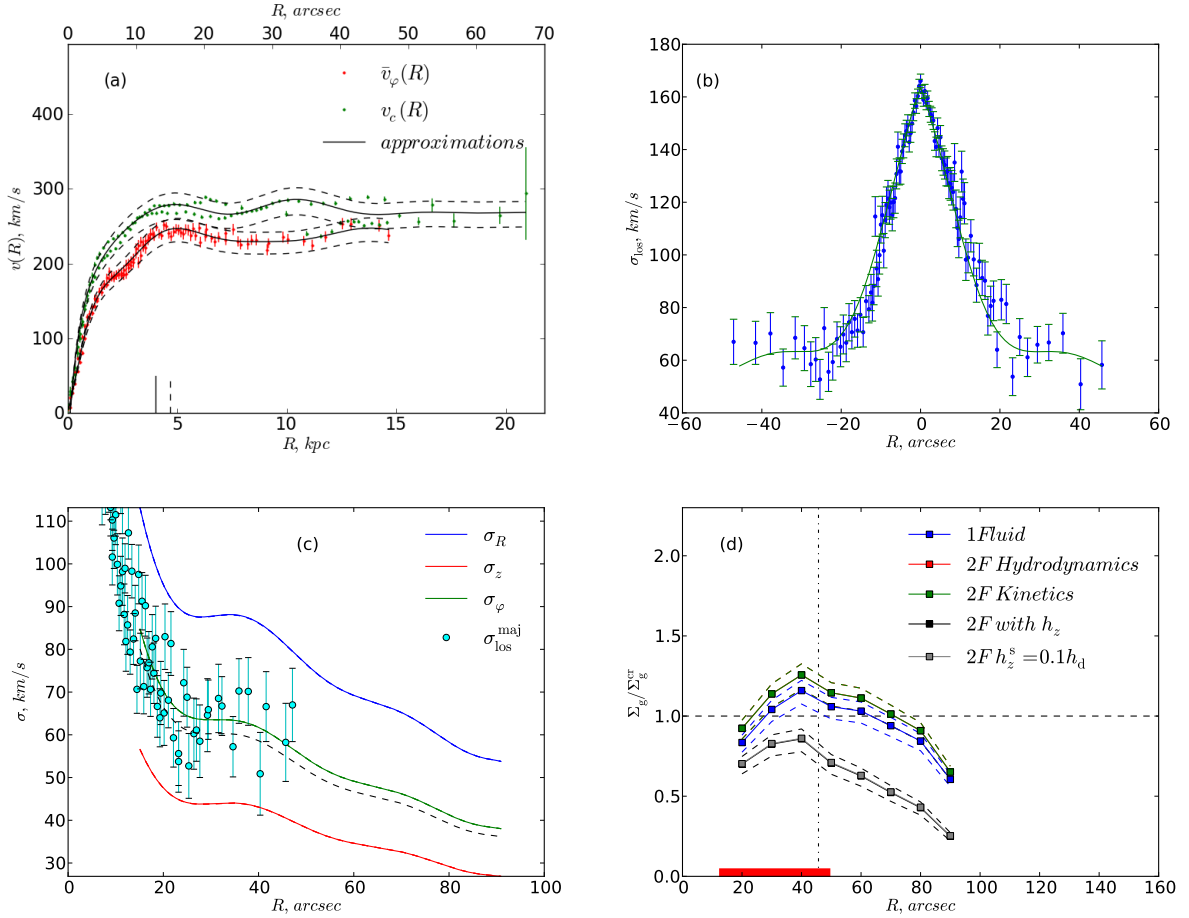 R, arcsec
0 10 20 30 40 50 60 70
(a)
v̄φ(R)
vc(R)
approximations
v(R), km/s
400
300
200
100
0
0 5 10 15 20
R, kpc
(b)
σlos, km/s
180
160
140
120
100
80
60
40
−60 −40 −20 0 20 40 60
R, arcsec
(c)
σR
σz
σφ
σlos maj
σ, km/s
110
100
90
80
70
60
50
40
30
0 20 40 60 80 100
R, arcsec
(d)
1Fluid
2F Hydrodynamics
2F Kinetics
2F with hz
2F hzs =0.1hd
Σg/Σgcr
2.0
1.5
1.0
0.5
0.0
0 20 40 60 80 100 120 140 160
R, arcsec